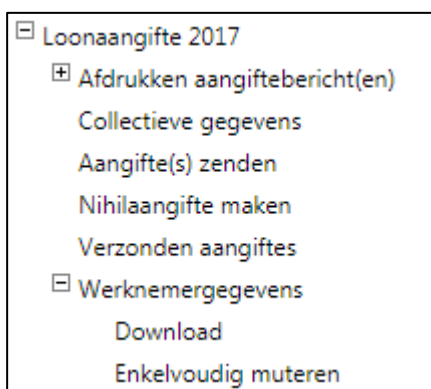 Loonaangifte 2017
Afdrukken aangiftebericht(en)
Collectieve gegevens
Aangifte(s) zenden
Nihilaangifte maken
Verzonden aangiftes
Werknemergegevens
Download
Enkelvoudig muteren